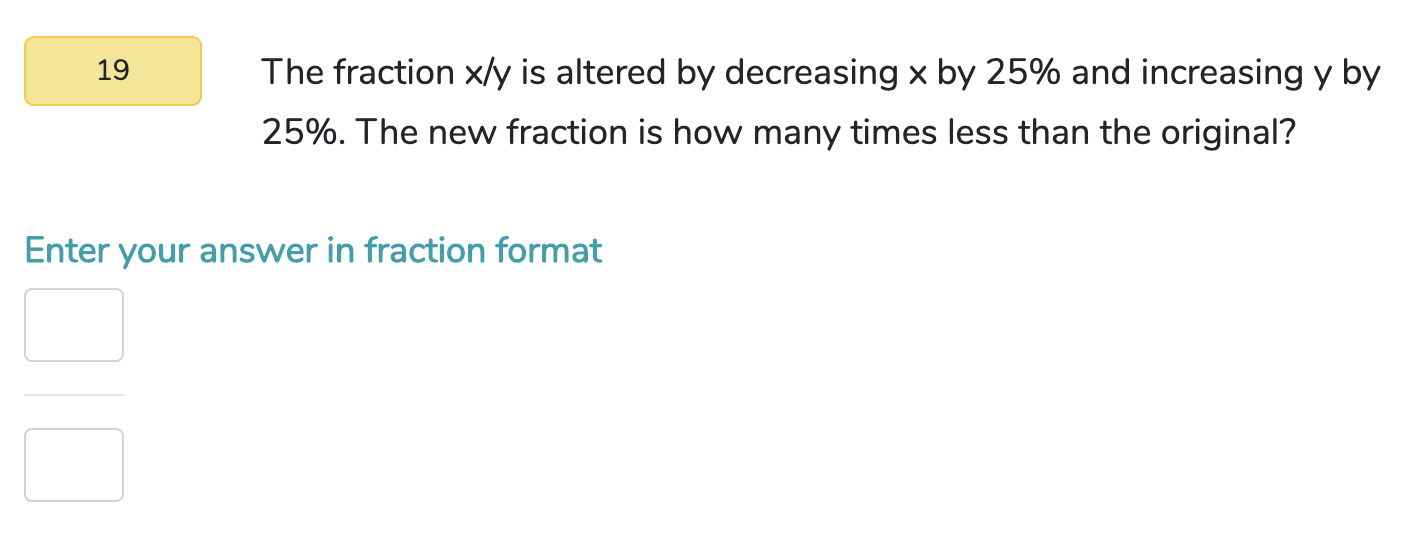 19
The fraction x/y is altered by decreasing x by 25% and increasing y by
25%. The new fraction is how many times less than the original?
Enter your answer in fraction format